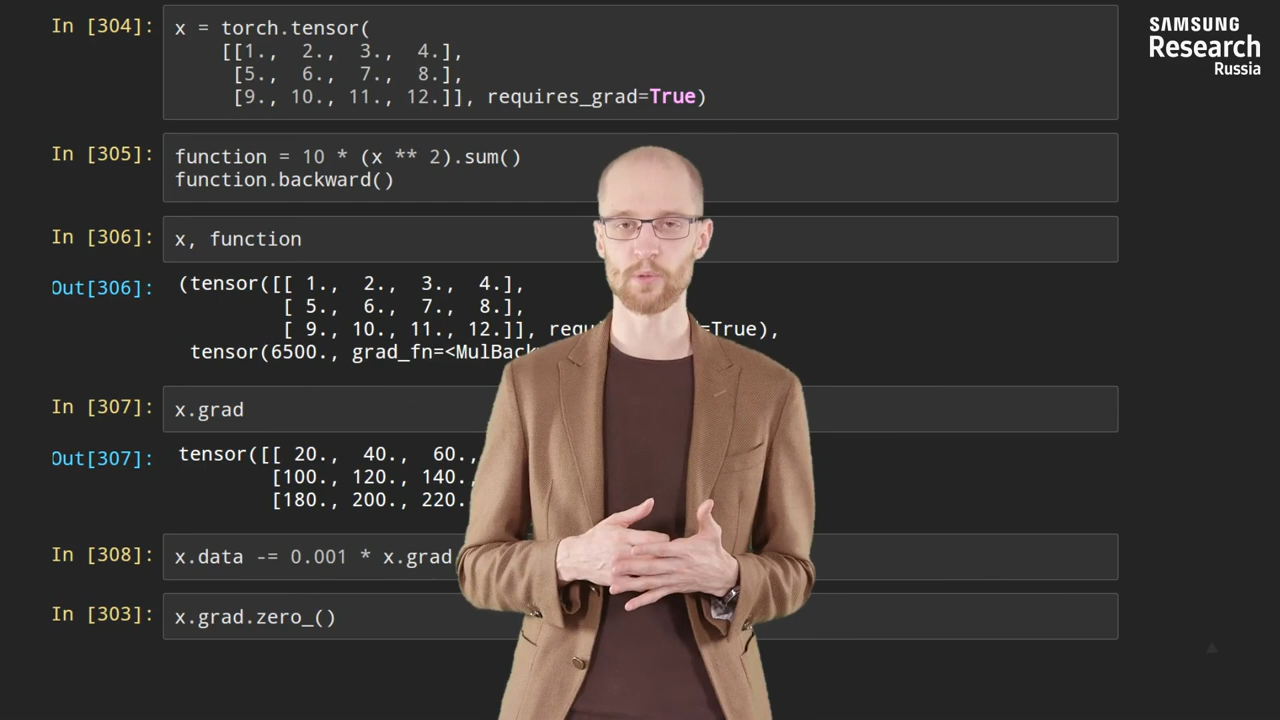 In [304]: x = torch.tensor(
[[1., 2., 3., 4.],
[5., 6., 7., 8.],
[9., 10., 11., 12.]], requires_grad=True)
SAMSUNG
Research
Russia
In [305]: function = 10 * (x ** 2).sum()
function.backward()
In [306]: x, function
Out[306]: (tensor([[ 1., 2., 3., 4.],
[ 5., 6., 7., 8.],
[ 9., 10., 11., 12.]], =True),
tensor(6500., grad_fn=
In [307]: x.grad
Out[307]: tensor([[ 20., 40., 60.,
[100., 120., 140.,
[180., 200., 220.
In [308]: x.data -= 0.001 * x.grad
In [303]: x.grad.zero_()